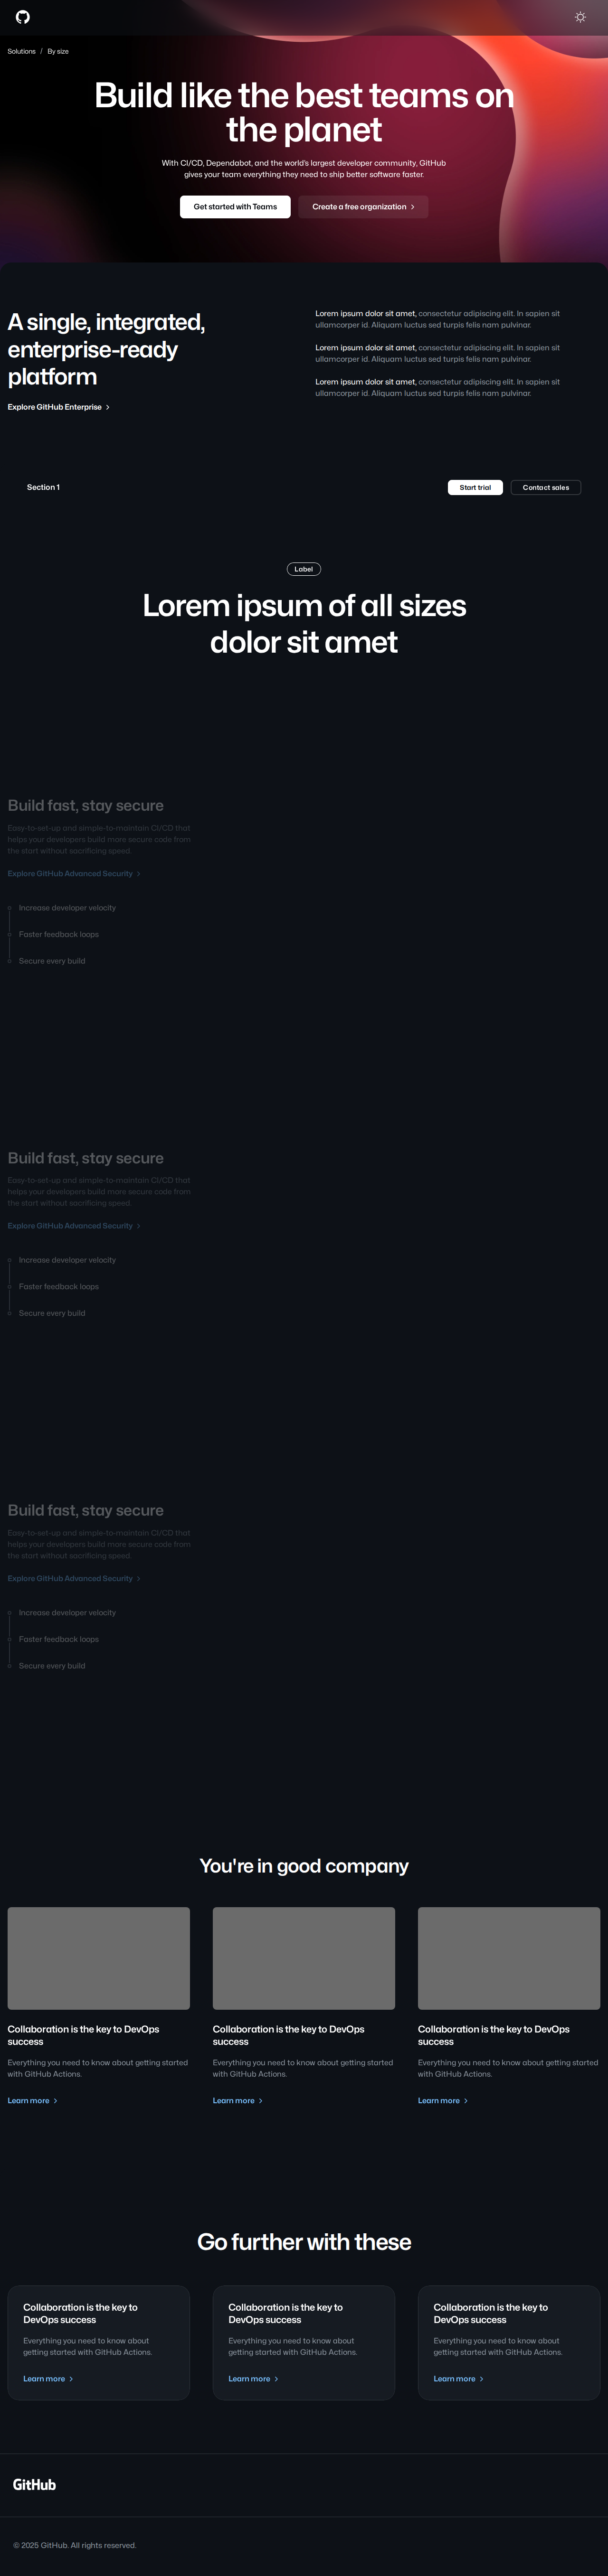 Solutions / By size
Build like the best teams on
the planet
With CI/CD, Dependabot, and the world's largest developer community, GitHub
gives your team everything they need to ship better software faster.
Get started with Teams
Create a free organization
A single, integrated,
enterprise-ready
platform
Explore GitHub Enterprise
Lorem ipsum dolor sit amet, consectetur adipiscing elit. In sapien sit
ullamcorper id. Aliquam luctus sed turpis felis nam pulvinar.
Lorem ipsum dolor sit amet, consectetur adipiscing elit. In sapien sit
ullamcorper id. Aliquam luctus sed turpis felis nam pulvinar.
Lorem ipsum dolor sit amet, consectetur adipiscing elit. In sapien sit
ullamcorper id. Aliquam luctus sed turpis felis nam pulvinar.
Section 1
Start trial
Contact sales
Label
Lorem ipsum of all sizes
dolor sit amet
Build fast, stay secure
Easy-to-set-up and simple-to-maintain CI/CD that
helps your developers build more secure code from
the start without sacrificing speed.
Explore GitHub Advanced Security
Increase developer velocity
Faster feedback loops
Secure every build
Build fast, stay secure
Easy-to-set-up and simple-to-maintain CI/CD that
helps your developers build more secure code from
the start without sacrificing speed.
Explore GitHub Advanced Security
Increase developer velocity
Faster feedback loops
Secure every build
Build fast, stay secure
Easy-to-set-up and simple-to-maintain CI/CD that
helps your developers build more secure code from
the start without sacrificing speed.
Explore GitHub Advanced Security
Increase developer velocity
Faster feedback loops
Secure every build
You're in good company
Collaboration is the key to DevOps
success
Everything you need to know about getting started
with GitHub Actions.
Learn more
Collaboration is the key to DevOps
success
Everything you need to know about getting started
with GitHub Actions.
Learn more
Collaboration is the key to DevOps
success
Everything you need to know about getting started
with GitHub Actions.
Learn more
Go further with these
Collaboration is the key to
DevOps success
Everything you need to know about
getting started with GitHub Actions.
Learn more
Collaboration is the key to
DevOps success
Everything you need to know about
getting started with GitHub Actions.
Learn more
Collaboration is the key to
DevOps success
Everything you need to know about
getting started with GitHub Actions.
Learn more
GitHub
© 2025 GitHub. All rights reserved.